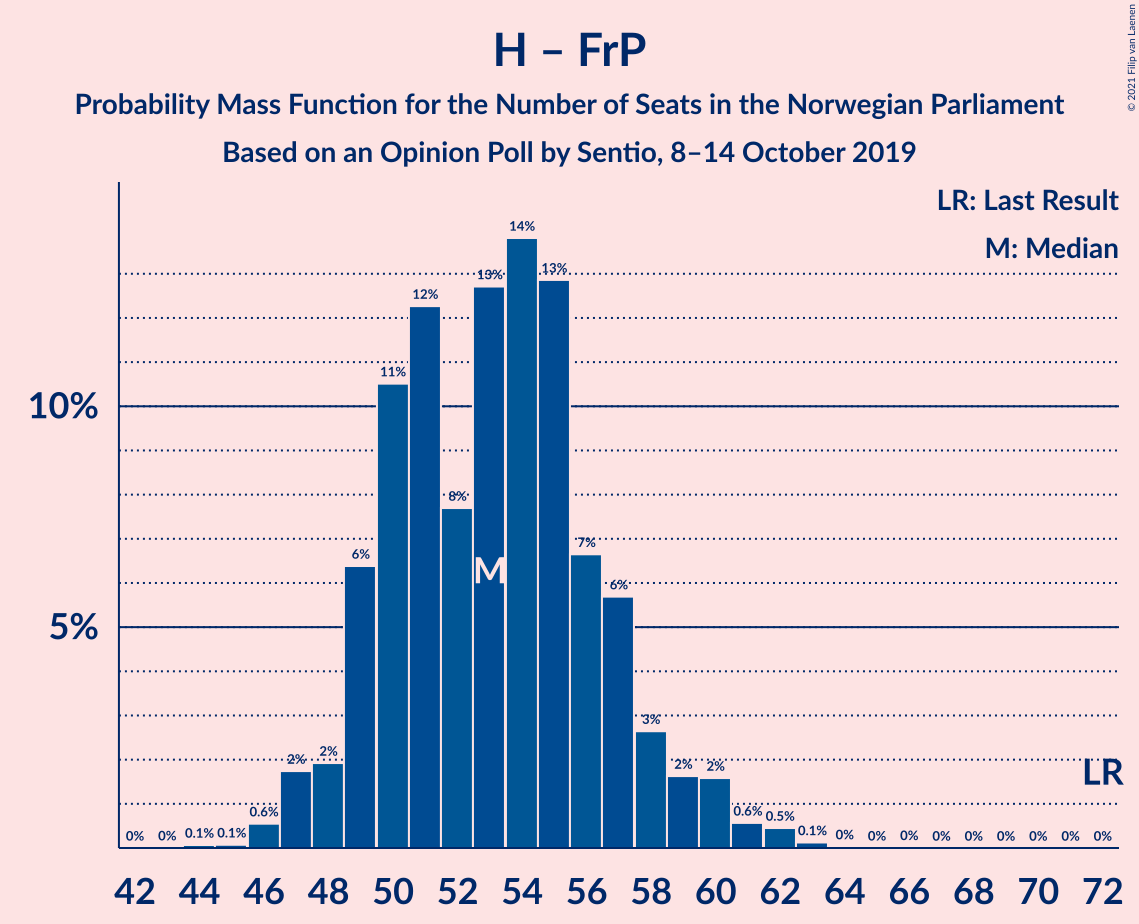 H – FrP
Probability Mass Function for the Number of Seats in the Norwegian Parliament
Based on an Opinion Poll by Sentio, 8–14 October 2019
© 2021 Filip van Laenen
LR: Last Result
M: Median
10%
5%
0% 0% 0.1% 0.1% 0.6% 2% 2% 6% 11% 12% 8% 13% 14% 13% 7% 6% 3% 2% 2% 0.6% 0.5% 0.1% 0% 0% 0% 0% 0% 0% 0% 0% 0%
M
LR
42 44 46 48 50 52 54 56 58 60 62 64 66 68 70 72